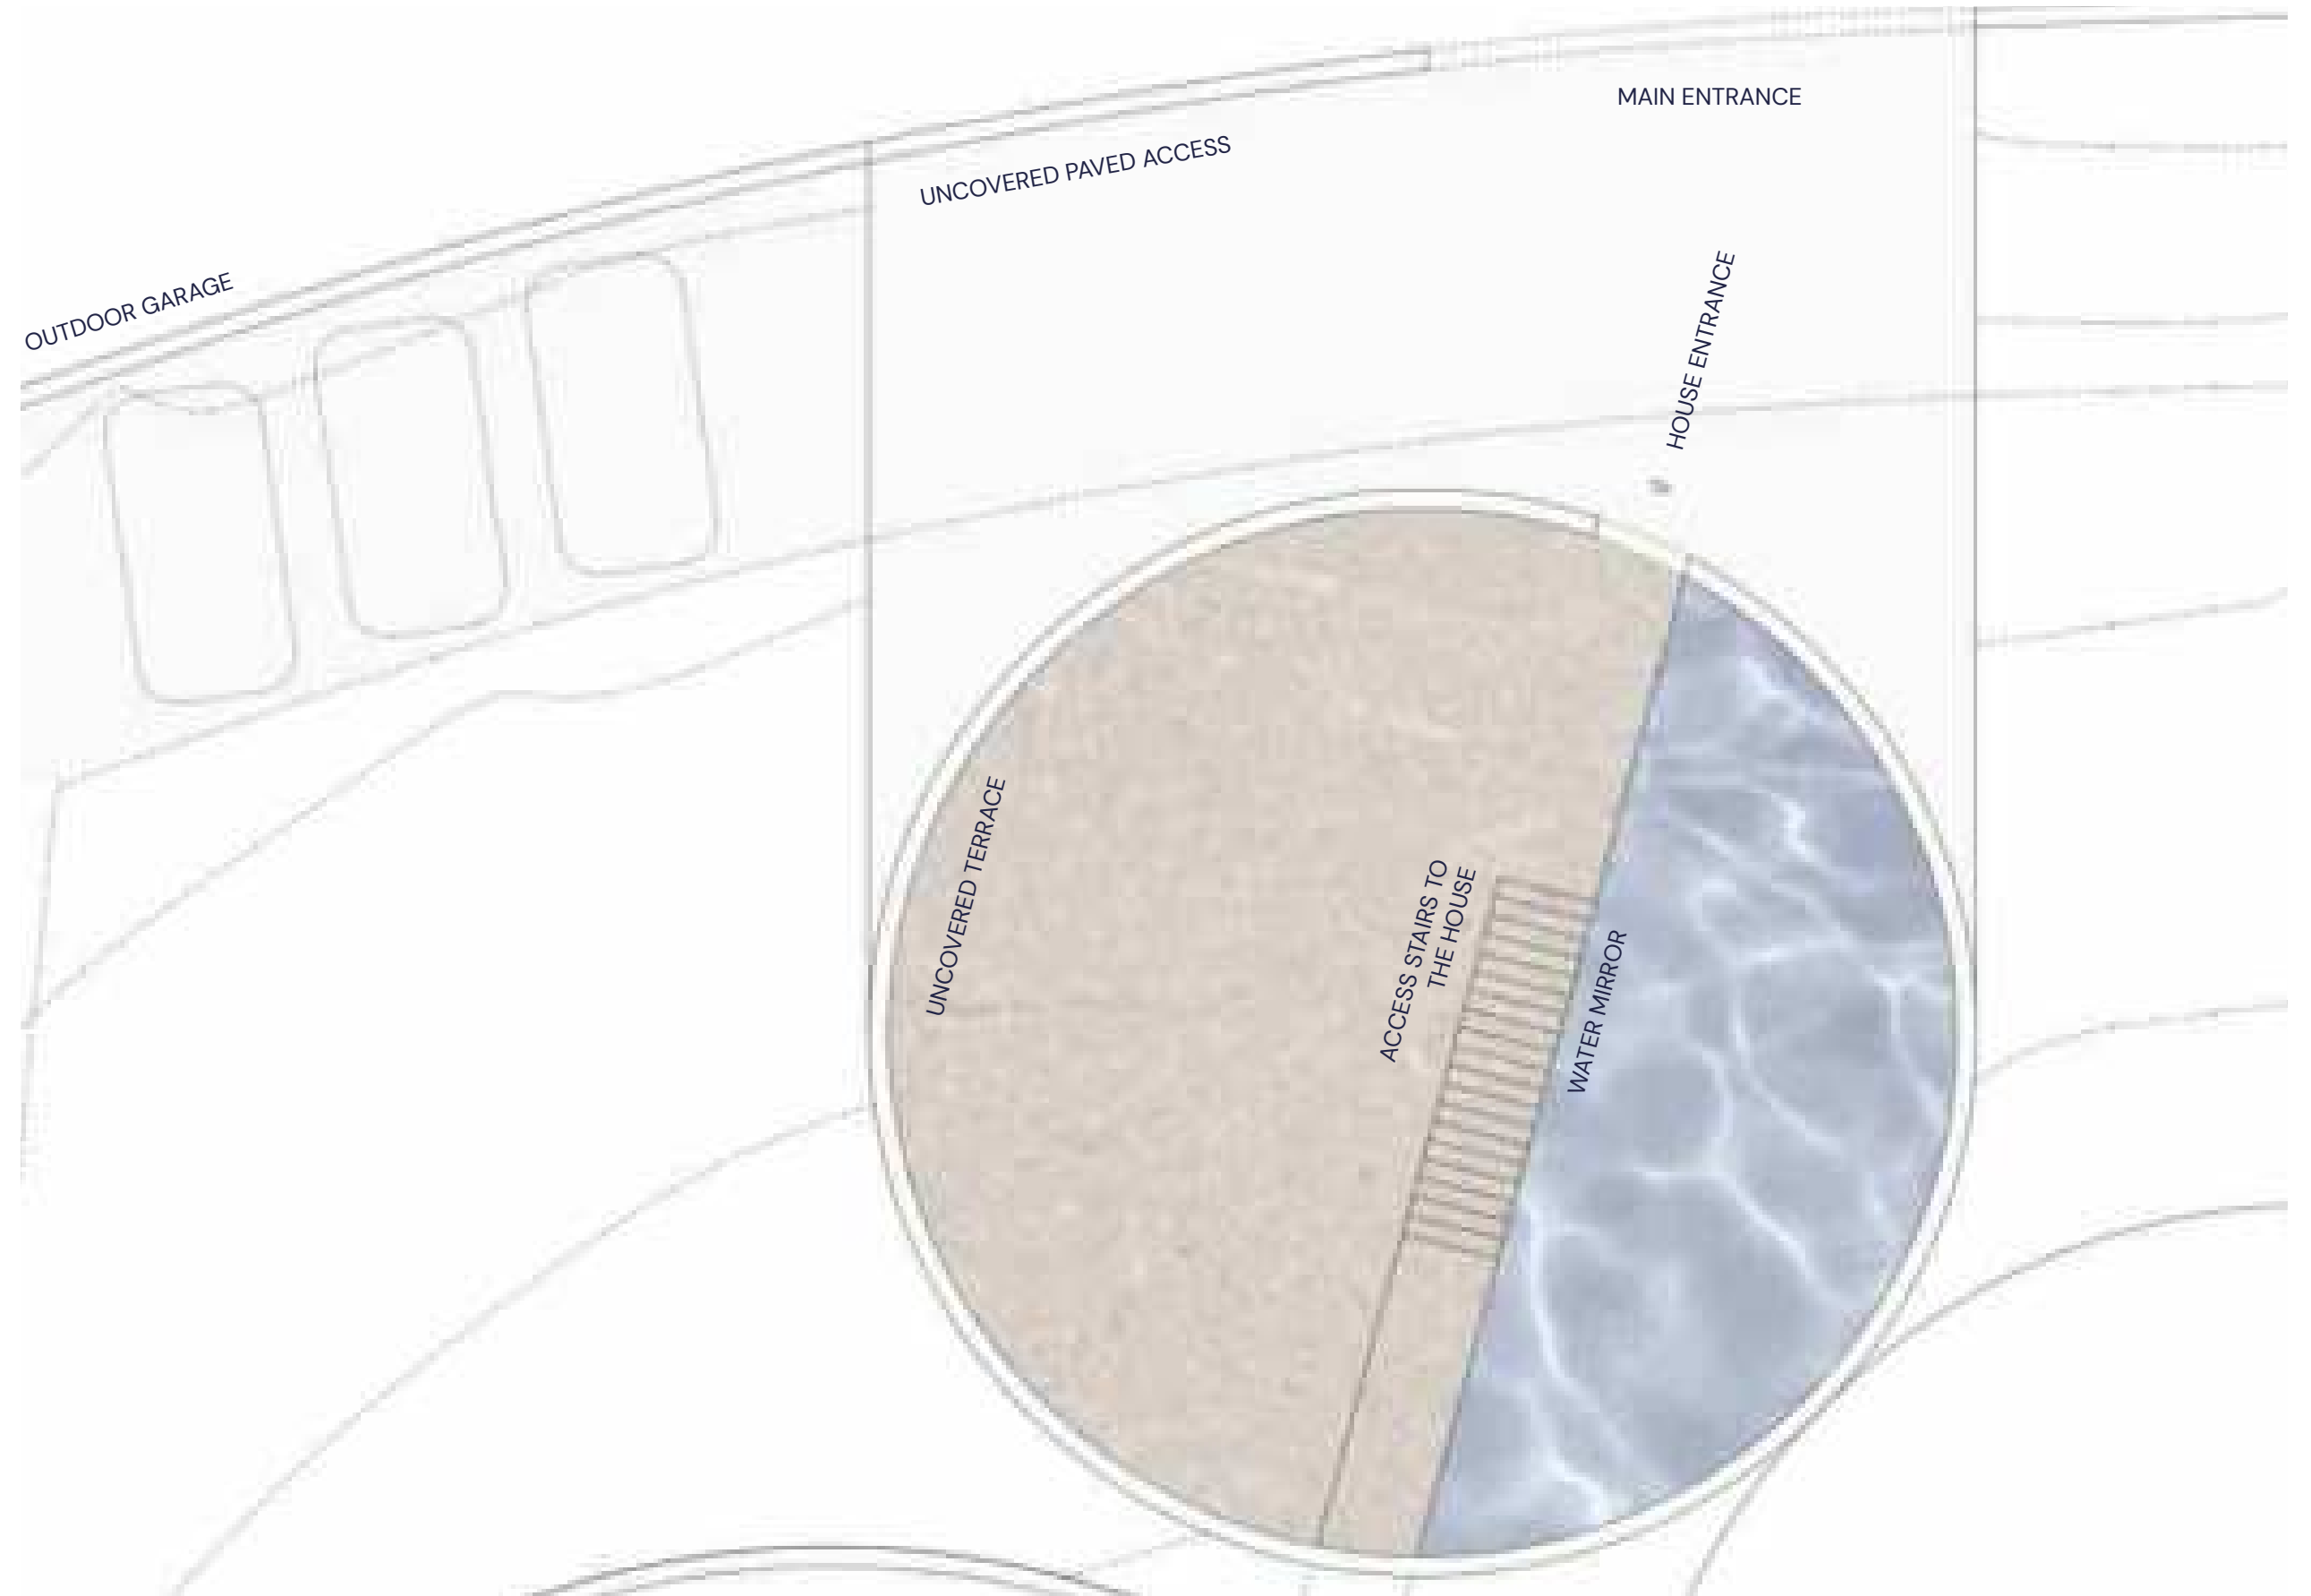 MAIN ENTRANCE
UNCOVERED PAVED ACCESS
OUTDOOR GARAGE
HOUSE ENTRANCE
UNCOVERED TERRACE
ACCESS STAIRS TO
THE HOUSE
WATER MIRROR